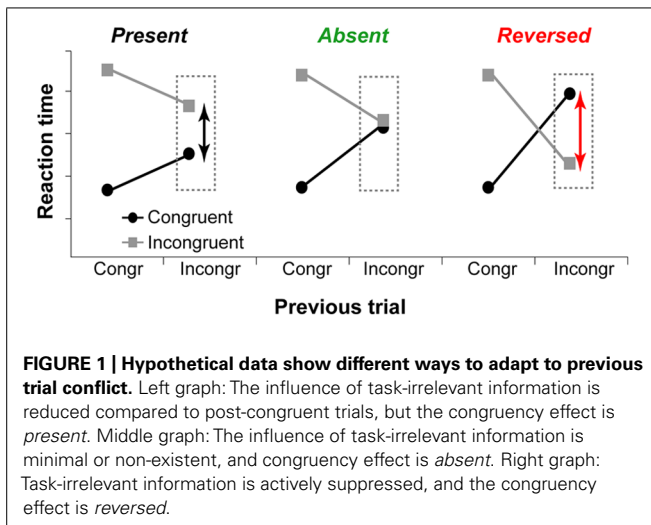 Present Absent Reversed
Reaction time
Congruent
Incongruent
Congr Incongr Congr Incongr Congr Incongr
Previous trial
FIGURE 1 | Hypothetical data show different ways to adapt to previous
trial conflict. Left graph: The influence of task-irrelevant information is
reduced compared to post-congruent trials, but the congruency effect is
present. Middle graph: The influence of task-irrelevant information is
minimal or non-existent, and congruency effect is absent. Right graph:
Task-irrelevant information is actively suppressed, and the congruency
effect is reversed.